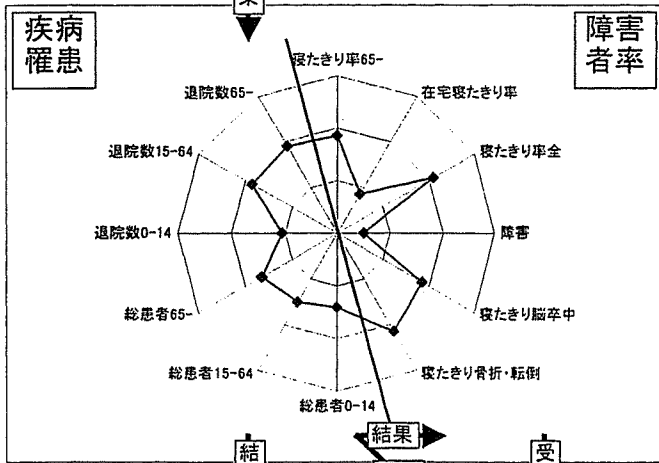 疾病
罹患
障害
者率
寝たきり率65-
退院数65-
在宅寝たきり率
退院数15-64
寝たきり率全
退院数0-14
障害
総患者65-
寝たきり脳卒中
総患者15-64
寝たきり骨折・転倒
総患者0-14
結果
結
受